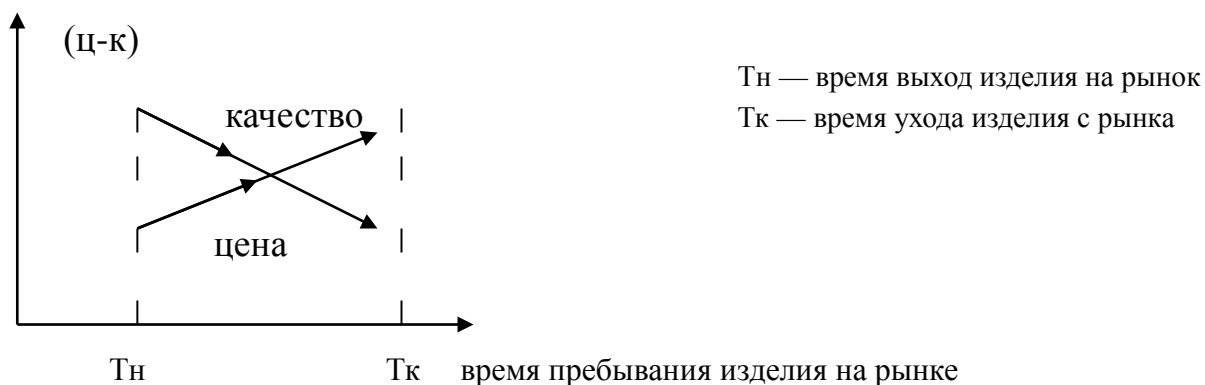 (ц-к)
Тн — время выход изделия на рынок
качество
Тк — время ухода изделия с рынка
цена
Тн Тк время пребывания изделия на рынке